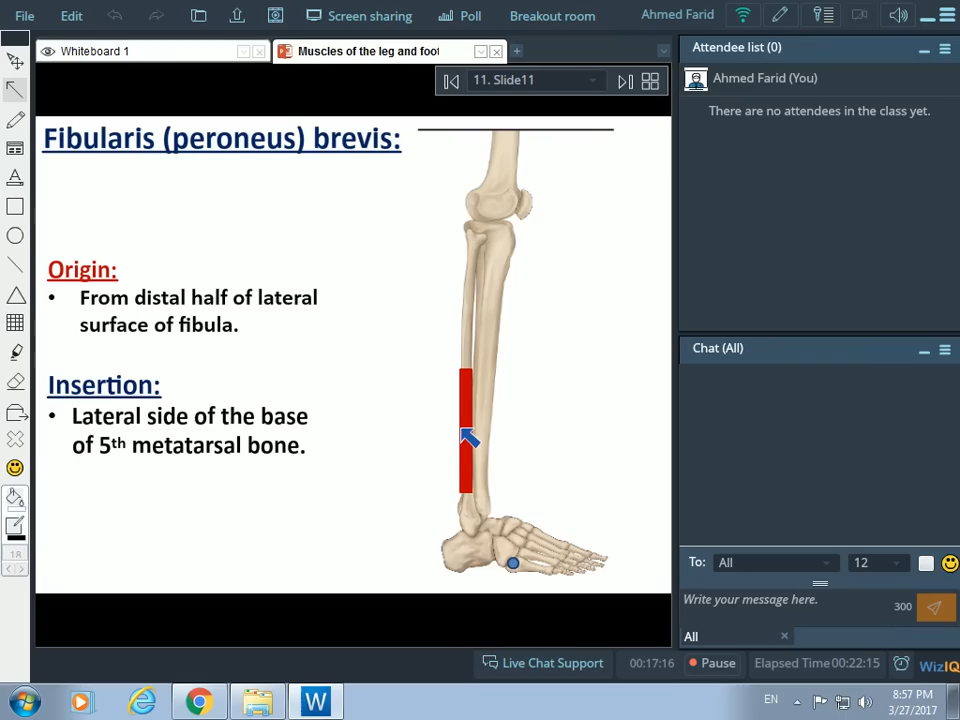 File Edit Screen sharing Poll Breakout room Ahmed Farid
Whiteboard 1 Muscles of the leg and foot
11. Slide11
Fibularis (peroneus) brevis:
Origin:
• From distal half of lateral
surface of fibula.
Insertion:
• Lateral side of the base
of 5th metatarsal bone.
Attendee list (0)
Ahmed Farid (You)
There are no attendees in the class yet.
Chat (All)
To: All 12
Write your message here. 300
All
Live Chat Support 00:17:16 Pause Elapsed Time 00:22:15 WizIQ
EN 8:57 PM
3/27/2017